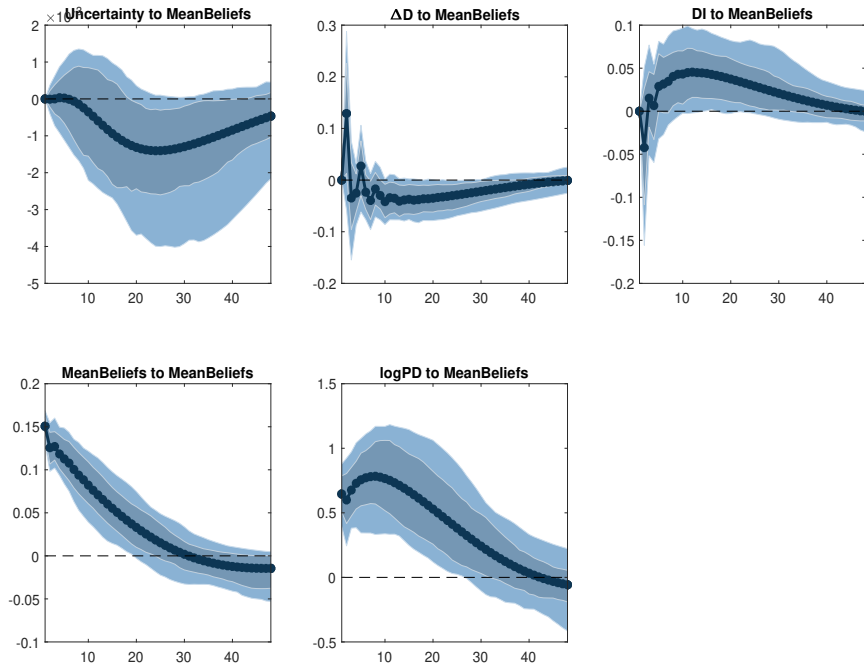 Uncertainty to MeanBeliefs ΔD to MeanBeliefs DI to MeanBeliefs
2 0.3 0.1
1 0.2 0.05
0 0.1 0
-1 0 -0.05
-2 -0.1 -0.1
-3 -0.2 -0.15
-4 -0.3 -0.2
-5
10 20 30 40 10 20 30 40 10 20 30 40
MeanBeliefs to MeanBeliefs logPD to MeanBeliefs
0.2 1.5
0.15 1
0.1 0.5
0.05 0
0 -0.5
-0.05
-0.1
10 20 30 40 10 20 30 40